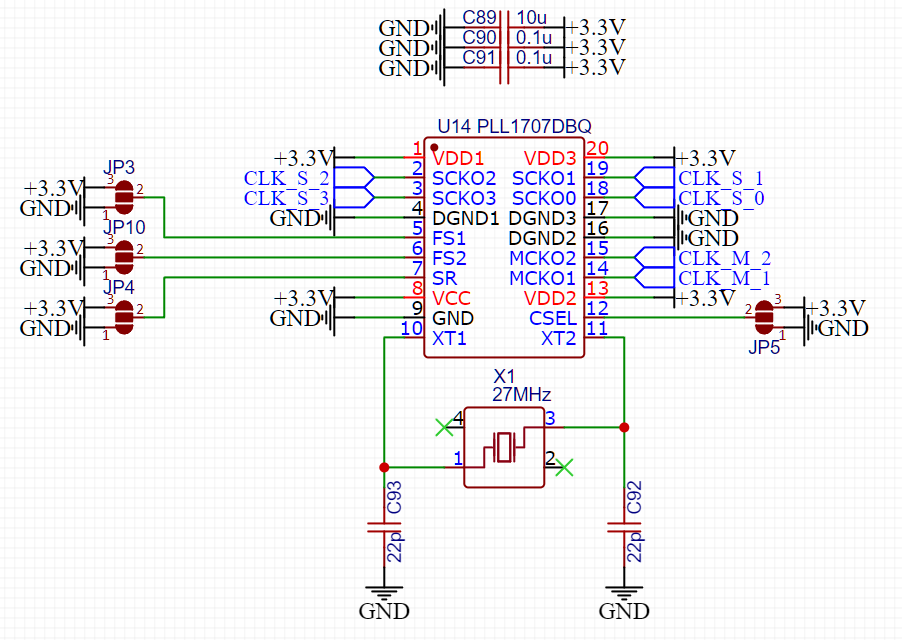 GND C89 10u +3.3V
GND C90 0.1u +3.3V
GND C91 0.1u +3.3V
U14 PLL1707DBQ
+3.3V 1 VDD1 VDD3 20 +3.3V
CLK_S_2 2 SCKO2 SCKO1 19 CLK_S_1
CLK_S_3 3 SCKO3 SCKO0 18 CLK_S_0
GND 4 DGND1 DGND3 17 GND
5 FS1 DGND2 16 GND
6 FS2 MCKO2 15 CLK_M_2
7 SR MCKO1 14 CLK_M_1
+3.3V 8 VCC VDD2 13 +3.3V
GND 9 GND CSEL 12
10 XT1 XT2 11
JP3
+3.3V 3 2
GND 1
JP10
+3.3V 3 2
GND 1
JP4
+3.3V 3 2
GND 1
2 3 +3.3V
1 GND
JP5
X1
27MHz
4 3
1 2
C93
22p
GND
C92
22p
GND